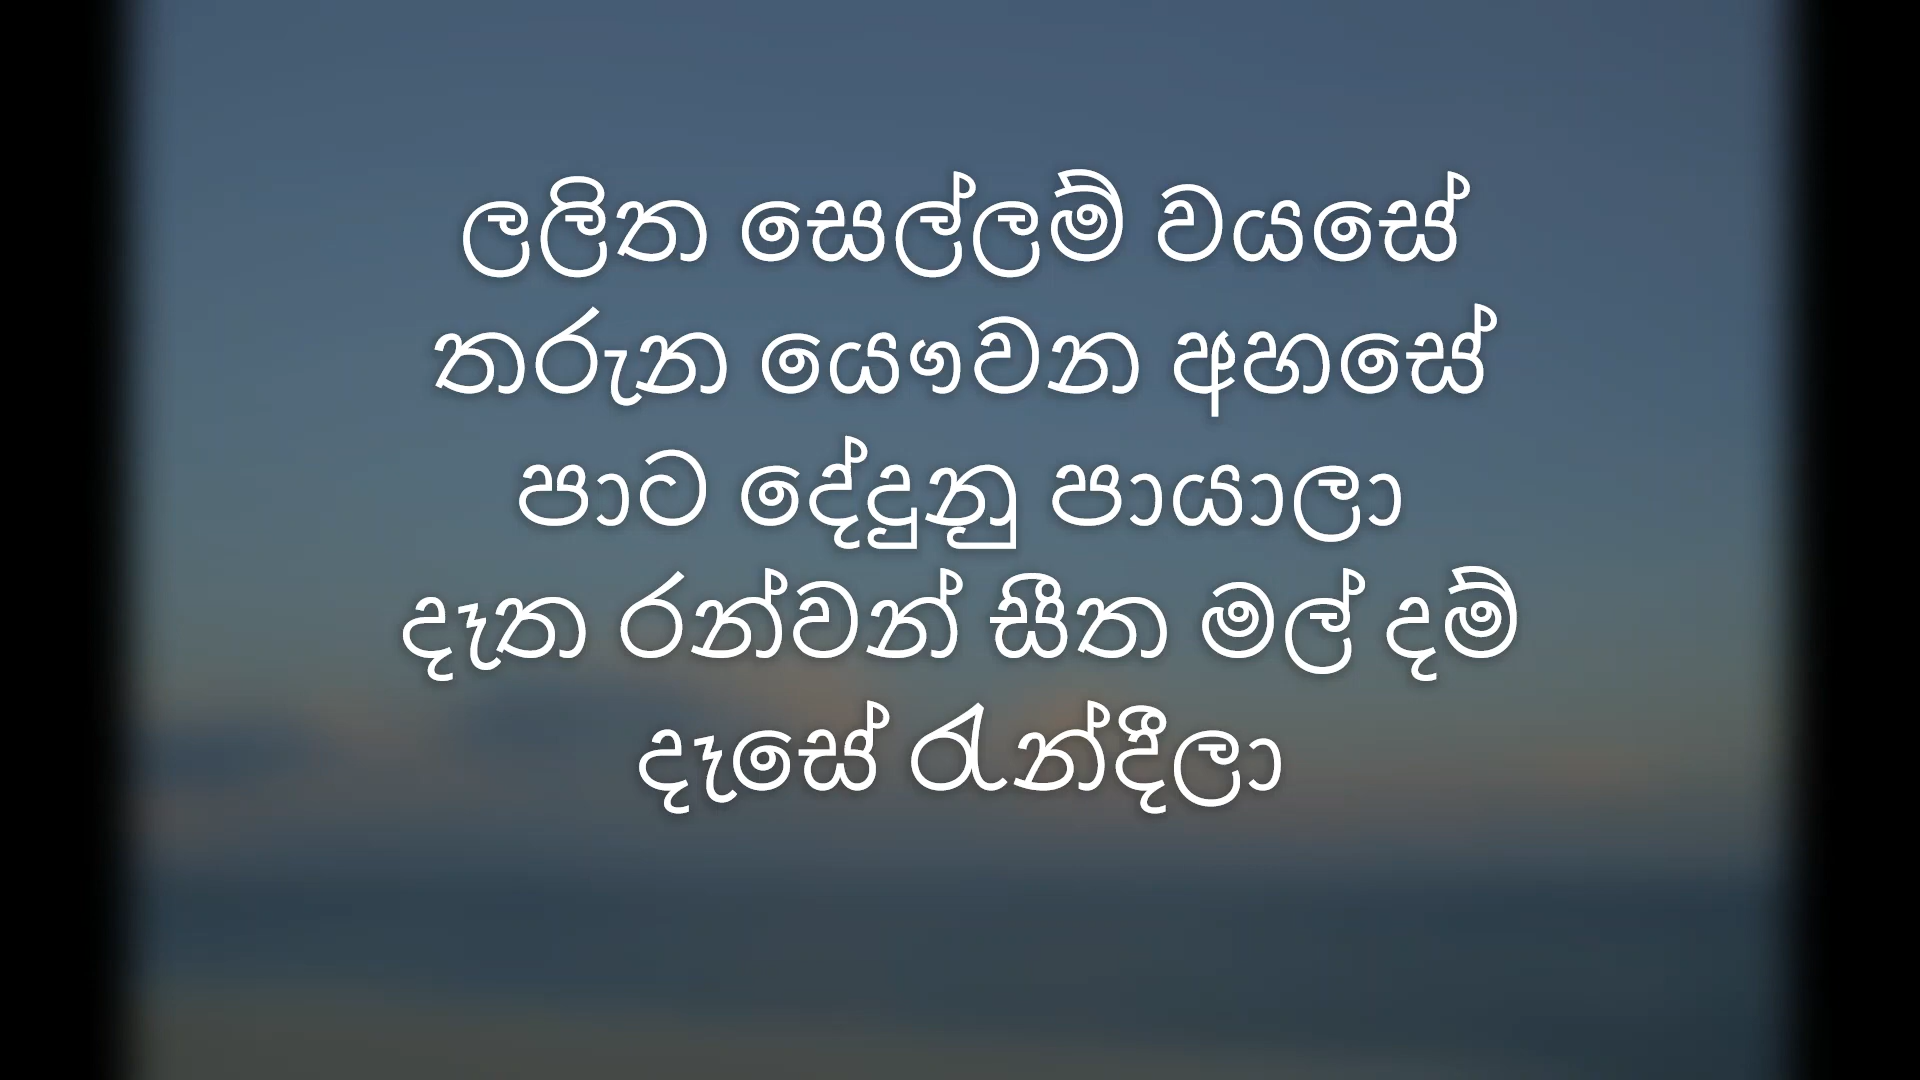 ලලිත සෙල්ලම් වයසේ
තරුන යෞවන අහසේ
පාට දේදුනු පායාලා
දෑත රන්වන් සීත මල් දම්
දෑසේ රැන්දීලා